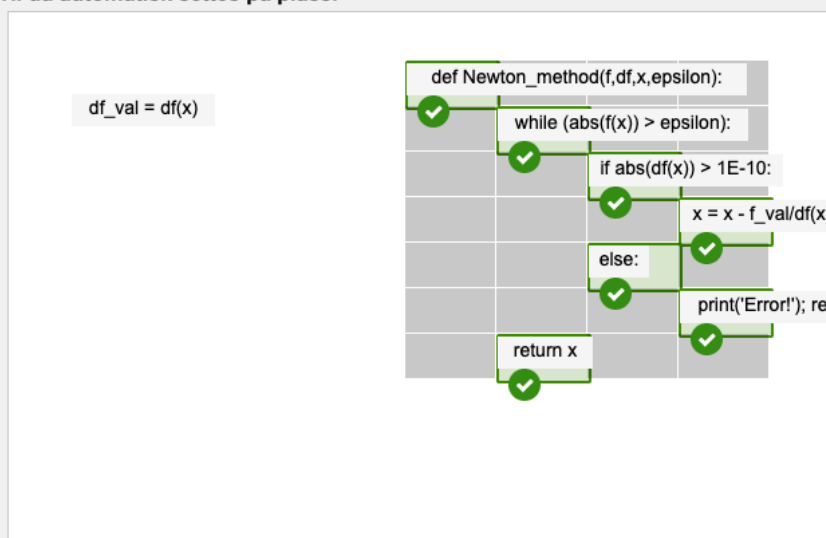 df_val = df(x)
def Newton_method(f,df,x,epsilon):
while (abs(f(x)) > epsilon):
if abs(df(x)) > 1E-10:
x = x - f_val/df(x
else:
print('Error!'); re
return x